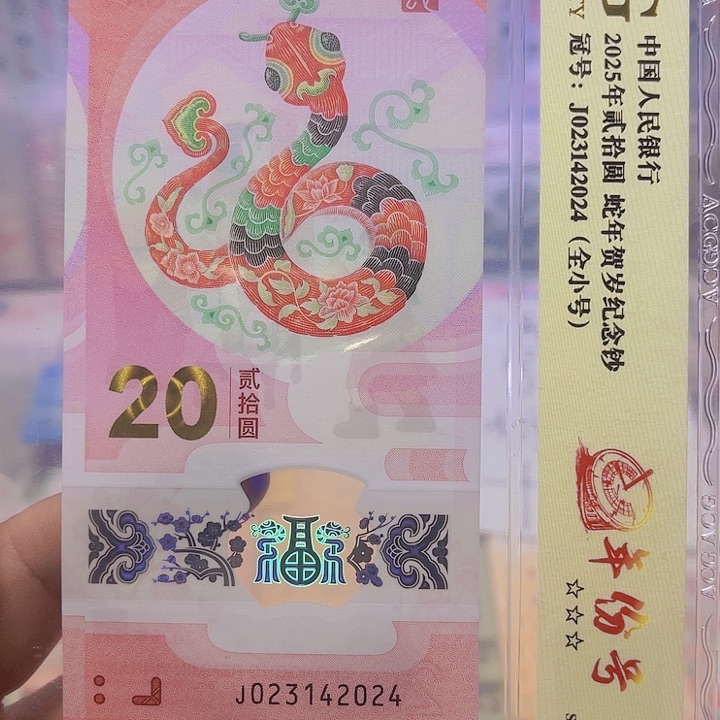 20
贰拾圆
J023142024
中国人民银行
2025年贰拾圆 蛇年贺岁纪念钞
冠号：J023142024（全小号）
年份号
☆☆☆